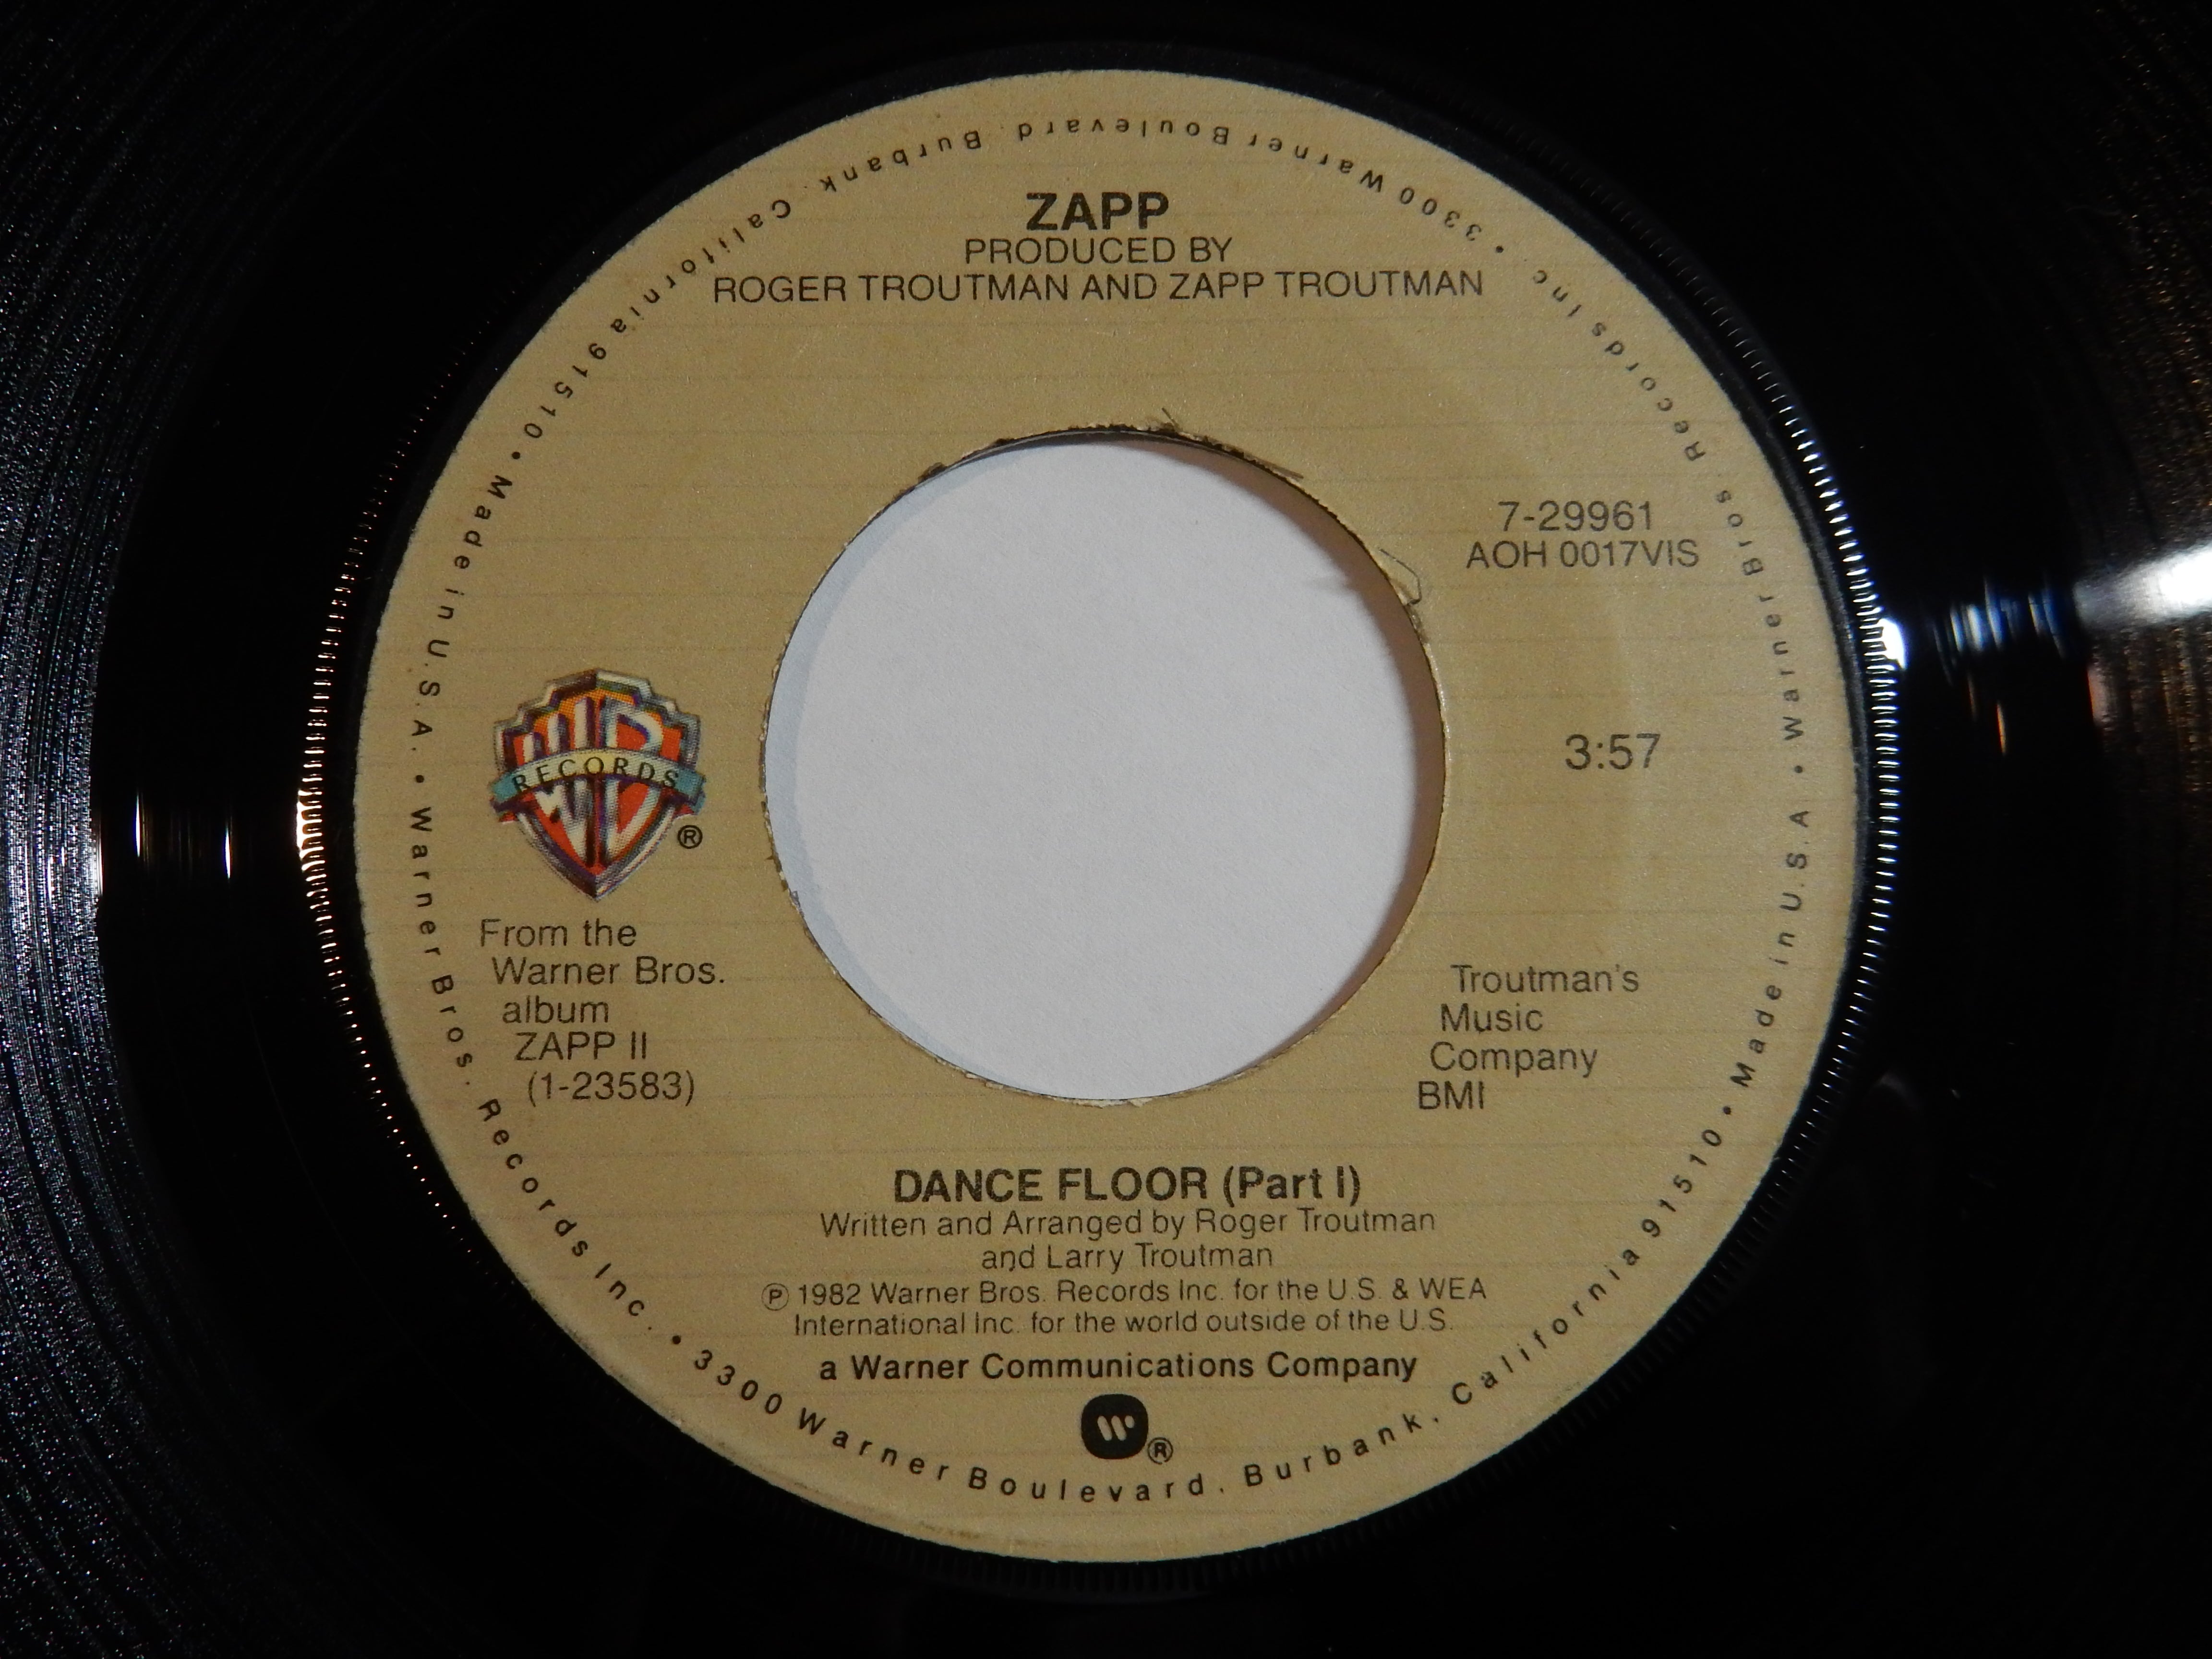 ZAPP
PRODUCED BY
ROGER TROUTMAN AND ZAPP TROUTMAN
7-29961
AOH 0017VIS
3:57
RECORDS
®
From the
Warner Bros.
album
ZAPP II
(1-23583)
Troutman's
Music
Company
BMI
DANCE FLOOR (Part I)
Written and Arranged by Roger Troutman
and Larry Troutman
℗ 1982 Warner Bros. Records Inc. for the U.S. & WEA
International Inc. for the world outside of the U.S.
a Warner Communications Company
®
Warner Bros. Records Inc. • 3300 Warner Boulevard, Burbank, California 91510 • Made in U.S.A. •
Warner Bros. Records Inc. • 3300 Warner Boulevard, Burbank, California 91510 • Made in U.S.A. •